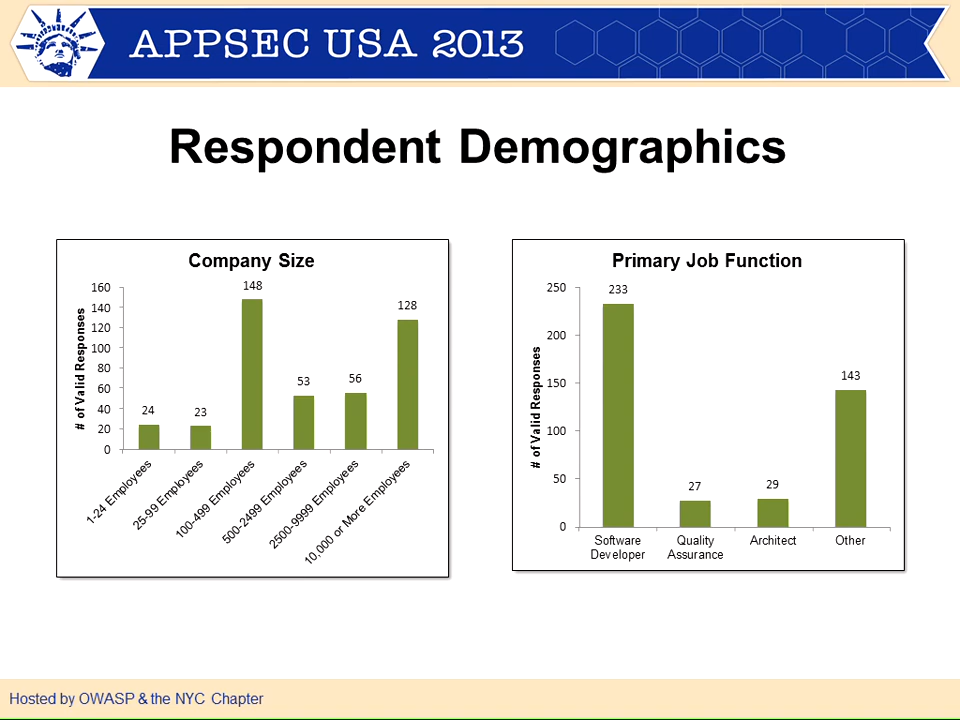 APPSEC USA 2013
Respondent Demographics
Company Size
# of Valid Responses
160
140
120
100
80
60
40
20
0
24
23
148
53
56
128
1-24 Employees
25-99 Employees
100-499 Employees
500-2499 Employees
2500-9999 Employees
10,000 or More Employees
Primary Job Function
# of Valid Responses
250
200
150
100
50
0
233
27
29
143
Software
Developer
Quality
Assurance
Architect
Other
Hosted by OWASP & the NYC Chapter